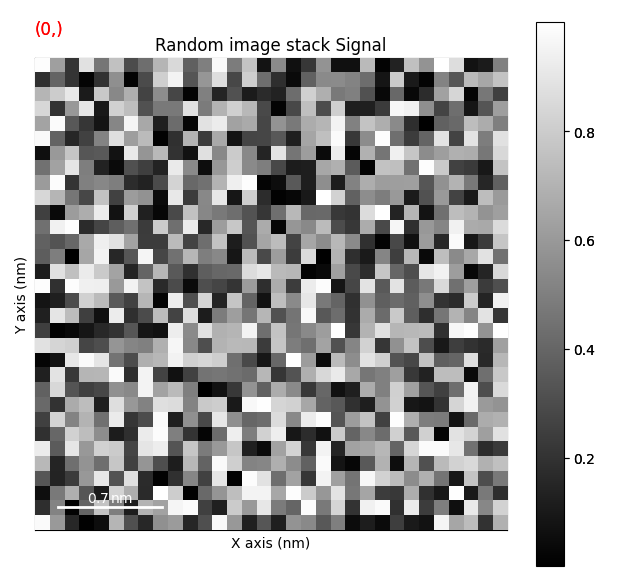 (0,)
Random image stack Signal
Y axis (nm)
0.7 nm
X axis (nm)
0.8
0.6
0.4
0.2